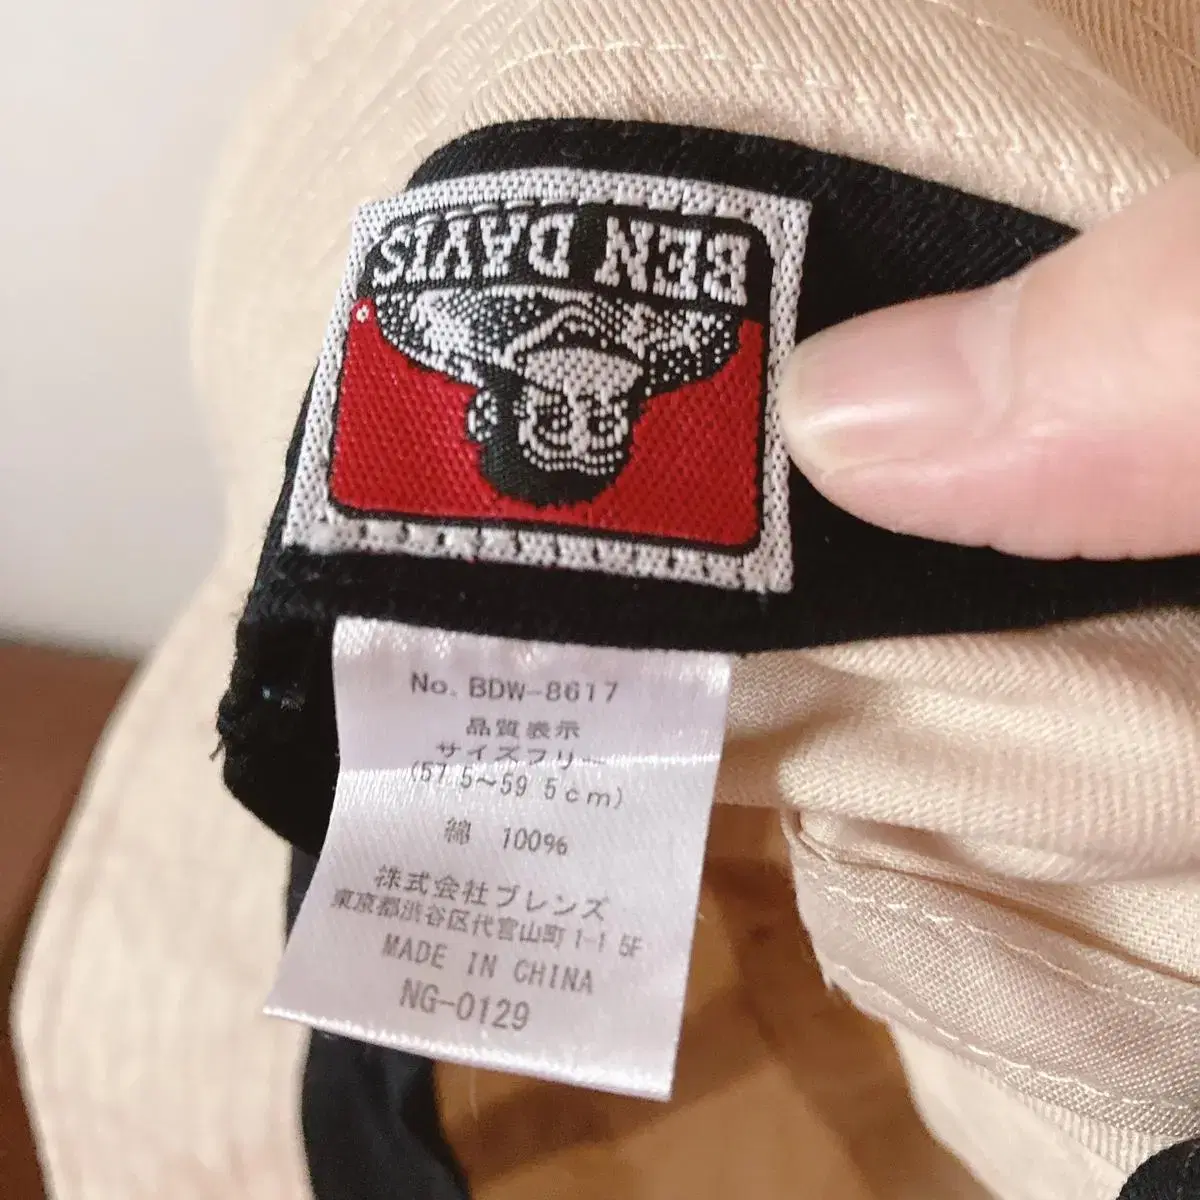 BEN DAVIS
No. BDW-8617
品質表示
サイズフリー
(57.5～59.5cm)
綿 100%
株式会社ブレンズ
東京都渋谷区代官山町1-1 5F
MADE IN CHINA
NG-0129